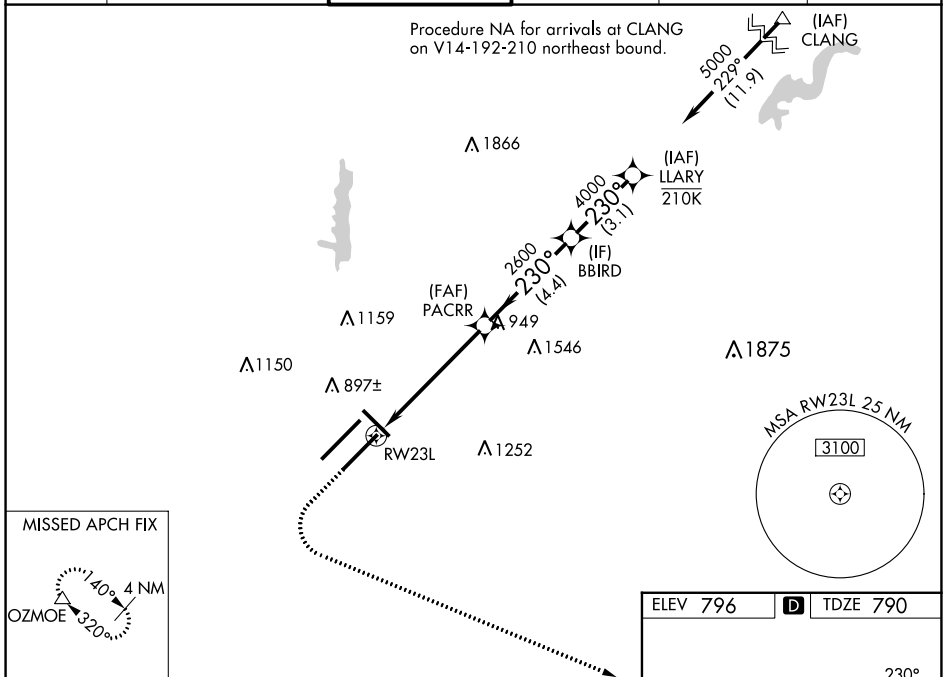 Procedure NA for arrivals at CLANG
on V14-192-210 northeast bound.
(IAF)
CLANG
5000
229°
(11.9)
1866
(IAF)
LLARY
210K
4000
230°
(3.1)
(IF)
BBIRD
2600
230°
(4.4)
(FAF)
PACRR
949
1159
1546
1875
1150
897±
MSA RW23L 25 NM
3100
RW23L
1252
MISSED APCH FIX
140°
4 NM
OZMOE
320°
ELEV 796 D TDZE 790
230°